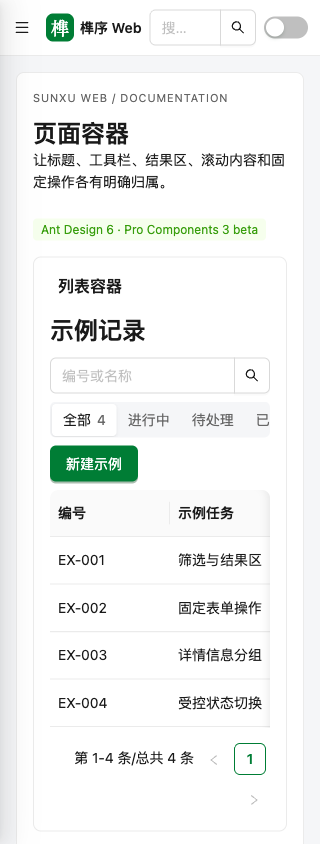 榫
榫序 Web
搜...
SUNXU WEB / DOCUMENTATION
页面容器
让标题、工具栏、结果区、滚动内容和固
定操作各有明确归属。
Ant Design 6 · Pro Components 3 beta
列表容器
示例记录
编号或名称
全部 4 进行中 待处理 已
新建示例
编号 示例任务
EX-001 筛选与结果区
EX-002 固定表单操作
EX-003 详情信息分组
EX-004 受控状态切换
第 1-4 条/总共 4 条 1